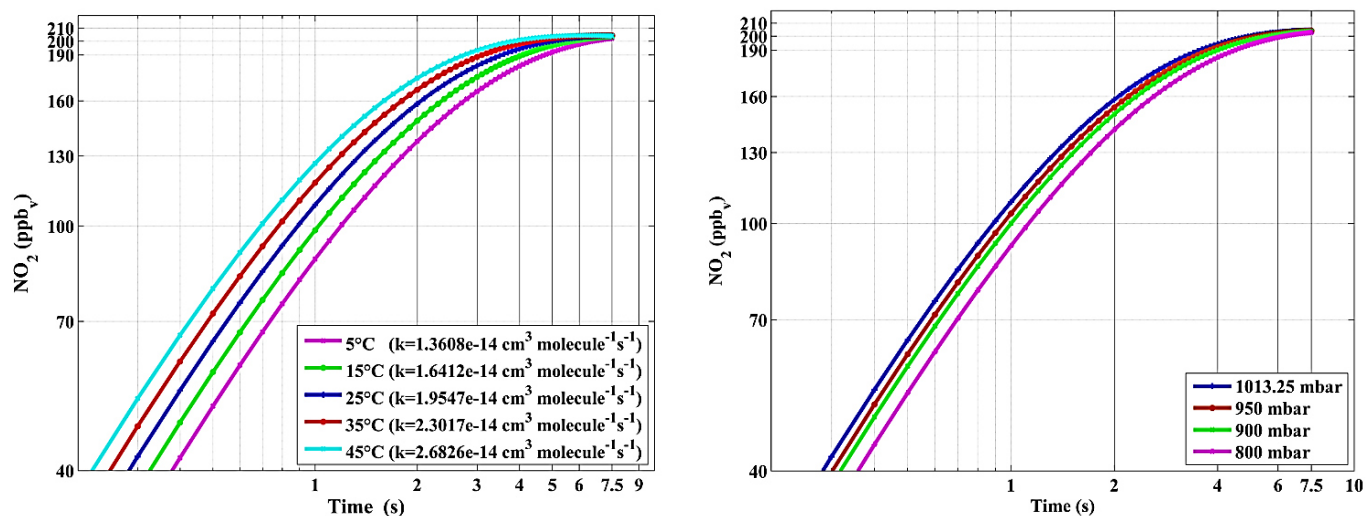 210
200
190
160
130
100
70
40
NO₂ (ppbᵥ)
5°C (k=1.3608e-14 cm³ molecule⁻¹s⁻¹)
15°C (k=1.6412e-14 cm³ molecule⁻¹s⁻¹)
25°C (k=1.9547e-14 cm³ molecule⁻¹s⁻¹)
35°C (k=2.3017e-14 cm³ molecule⁻¹s⁻¹)
45°C (k=2.6826e-14 cm³ molecule⁻¹s⁻¹)
1 2 3 4 5 6 7.5 9
Time (s)
210
200
190
160
130
100
70
40
NO₂ (ppbᵥ)
1013.25 mbar
950 mbar
900 mbar
800 mbar
1 2 4 6 7.5 10
Time (s)